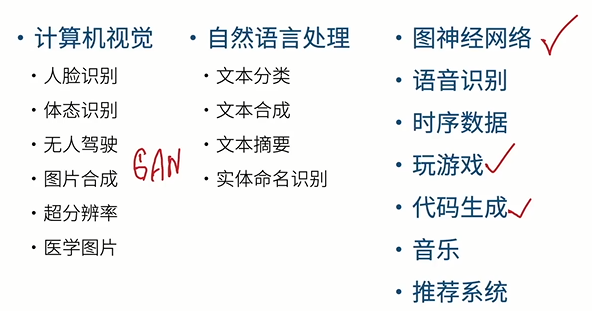 计算机视觉
人脸识别
体态识别
无人驾驶
图片合成
GAN
超分辨率
医学图片
自然语言处理
文本分类
文本合成
文本摘要
实体命名识别
图神经网络
语音识别
时序数据
玩游戏
代码生成
音乐
推荐系统